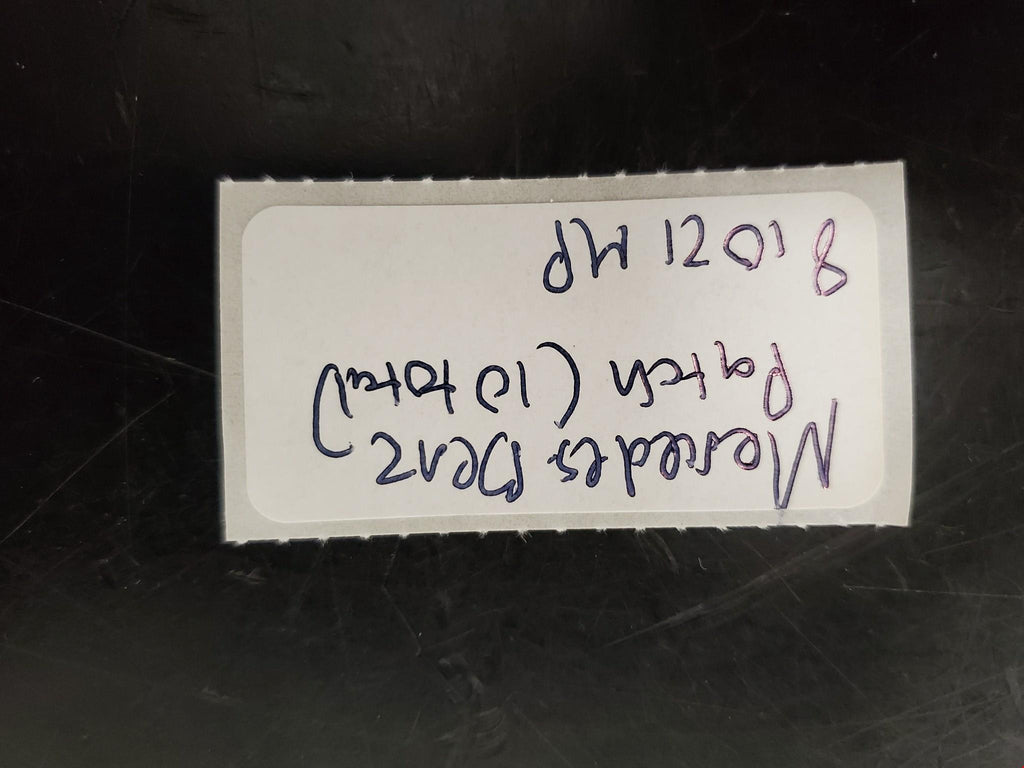 Mercedes Benz
Patch (10 total)
8 1021 MP